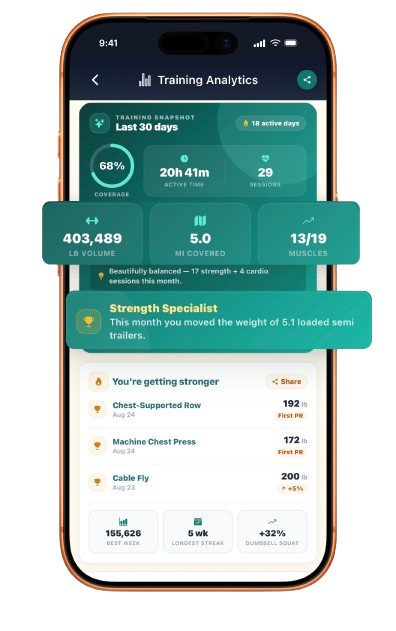 9:41
Training Analytics
TRAINING SNAPSHOT
Last 30 days
18 active days
68%
COVERAGE
20h 41m
ACTIVE TIME
29
SESSIONS
403,489
LB VOLUME
5.0
MI COVERED
13/19
MUSCLES
Beautifully balanced — 17 strength + 4 cardio
sessions this month.
Strength Specialist
This month you moved the weight of 5.1 loaded semi
trailers.
You're getting stronger
Share
Chest-Supported Row
Aug 24
192 lb
First PR
Machine Chest Press
Aug 24
172 lb
First PR
Cable Fly
Aug 23
200 lb
↑ +5%
155,626
BEST WEEK
5 wk
LONGEST STREAK
+32%
DUMBBELL SQUAT